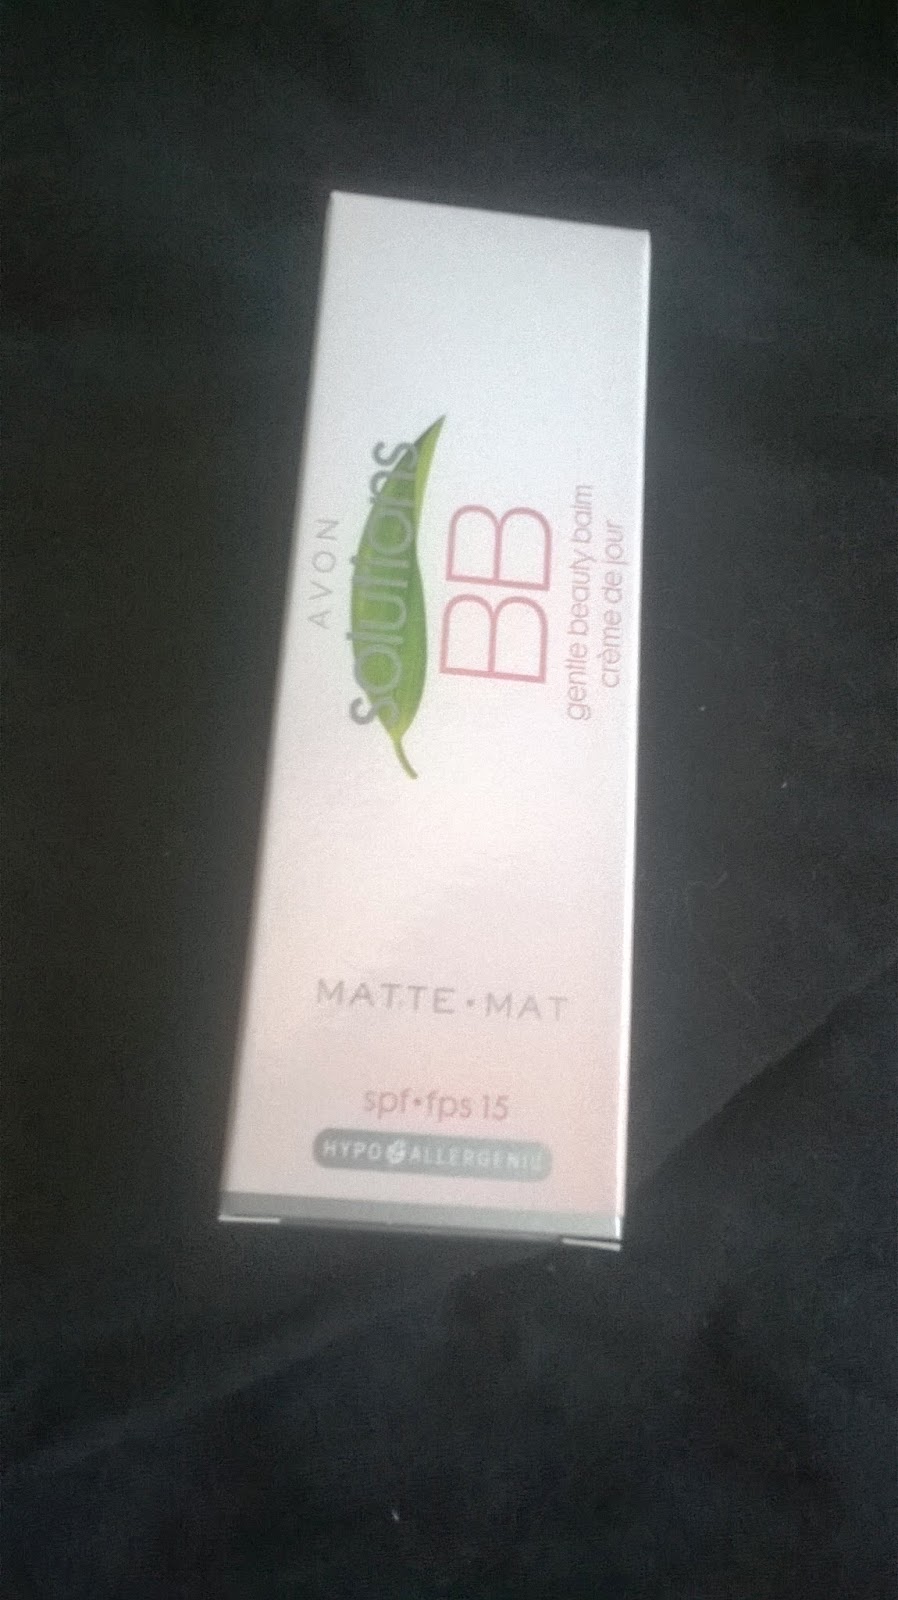 AVON
solutions
BB
gentle beauty balm
crème de jour
MATTE • MAT
spf • fps 15
HYPOALLERGENIC